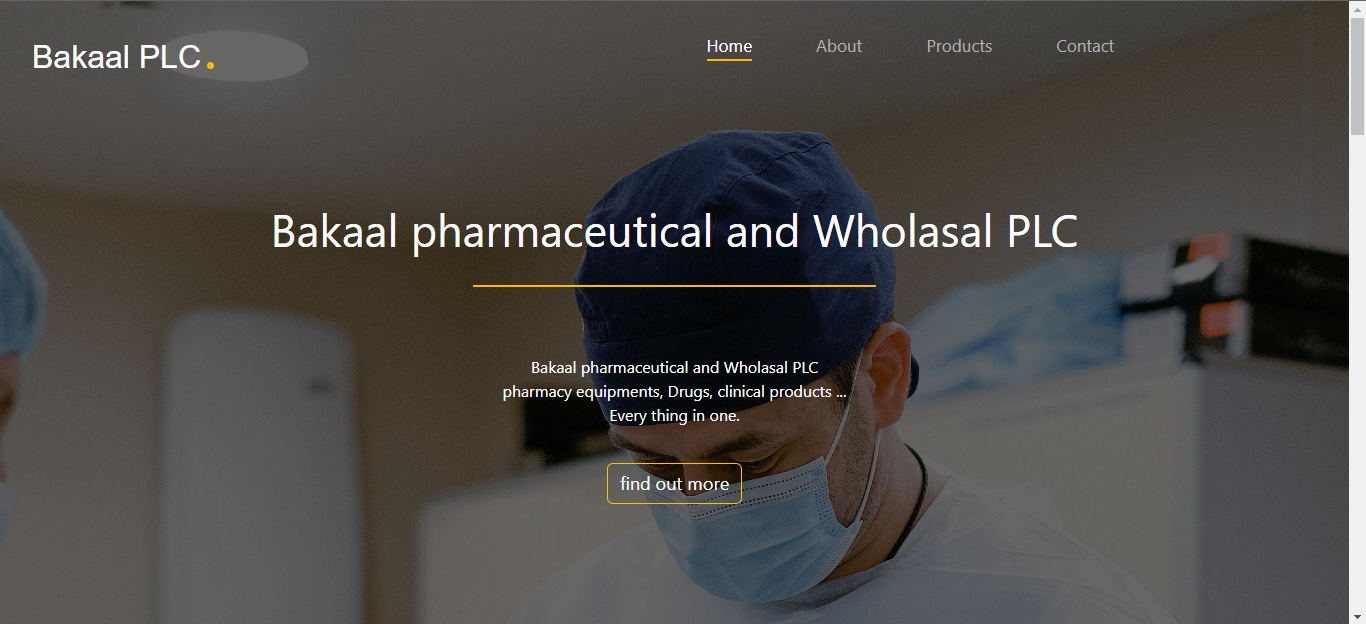 Bakaal PLC.
Home
About
Products
Contact
Bakaal pharmaceutical and Wholasal PLC
Bakaal pharmaceutical and Wholasal PLC
pharmacy equipments, Drugs, clinical products ...
Every thing in one.
find out more